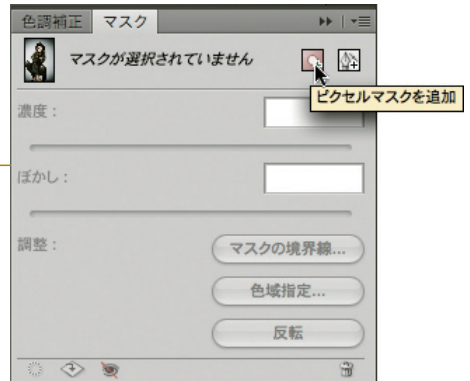 色調補正 マスク
マスクが選択されていません
ピクセルマスクを追加
濃度：
ぼかし：
調整：
マスクの境界線...
色域指定...
反転